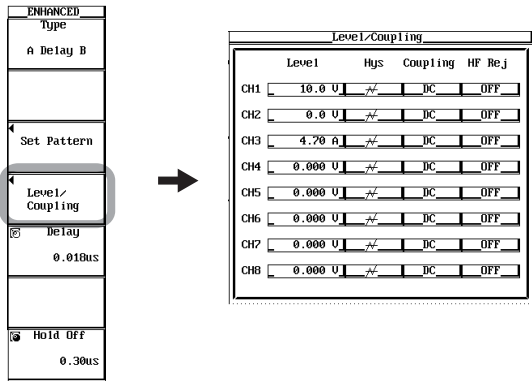 ENHANCED
Type
A Delay B
Set Pattern
Level/
Coupling
Delay
0.018us
Hold Off
0.30us
Level/Coupling
Level Hys Coupling HF Rej
CH1 10.0 V DC OFF
CH2 0.0 V DC OFF
CH3 4.70 A DC OFF
CH4 0.000 V DC OFF
CH5 0.000 V DC OFF
CH6 0.000 V DC OFF
CH7 0.000 V DC OFF
CH8 0.000 V DC OFF